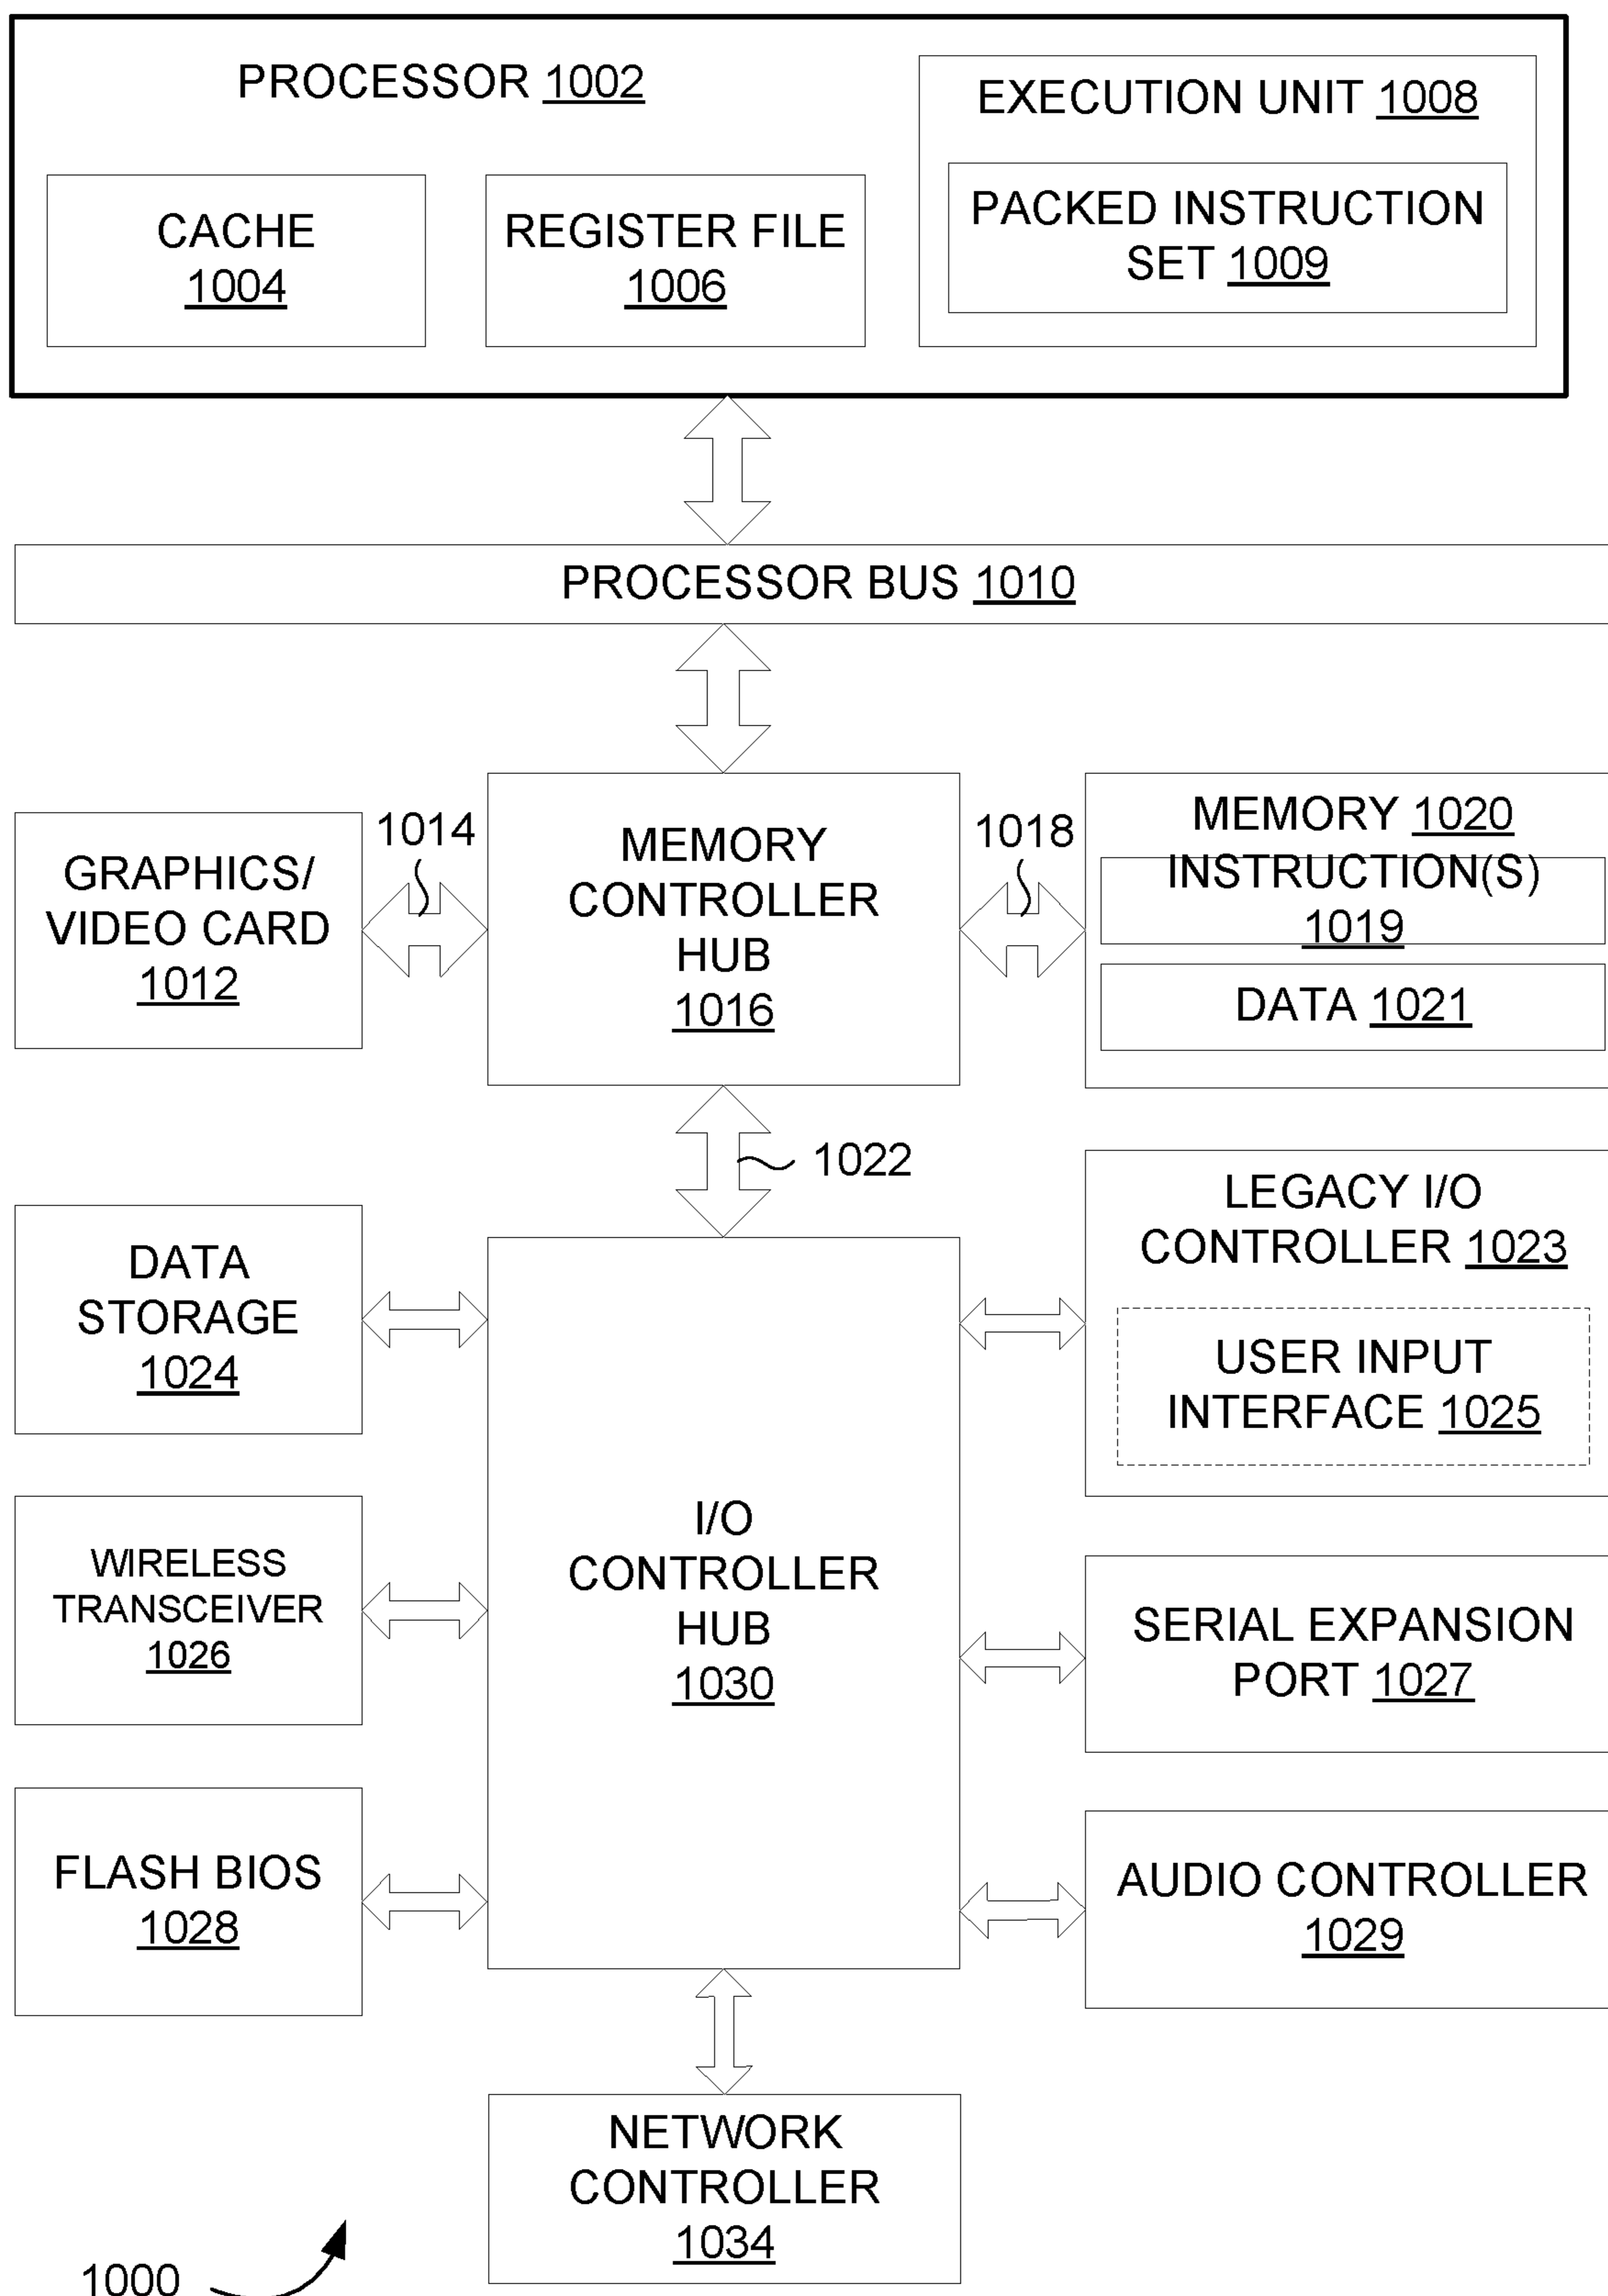 PROCESSOR 1002
CACHE
1004
REGISTER FILE
1006
EXECUTION UNIT 1008
PACKED INSTRUCTION
SET 1009
PROCESSOR BUS 1010
GRAPHICS/
VIDEO CARD
1012
1014
MEMORY
CONTROLLER
HUB
1016
1018
MEMORY 1020
INSTRUCTION(S)
1019
DATA 1021
1022
DATA
STORAGE
1024
LEGACY I/O
CONTROLLER 1023
USER INPUT
INTERFACE 1025
WIRELESS
TRANSCEIVER
1026
I/O
CONTROLLER
HUB
1030
SERIAL EXPANSION
PORT 1027
FLASH BIOS
1028
AUDIO CONTROLLER
1029
NETWORK
CONTROLLER
1034
1000